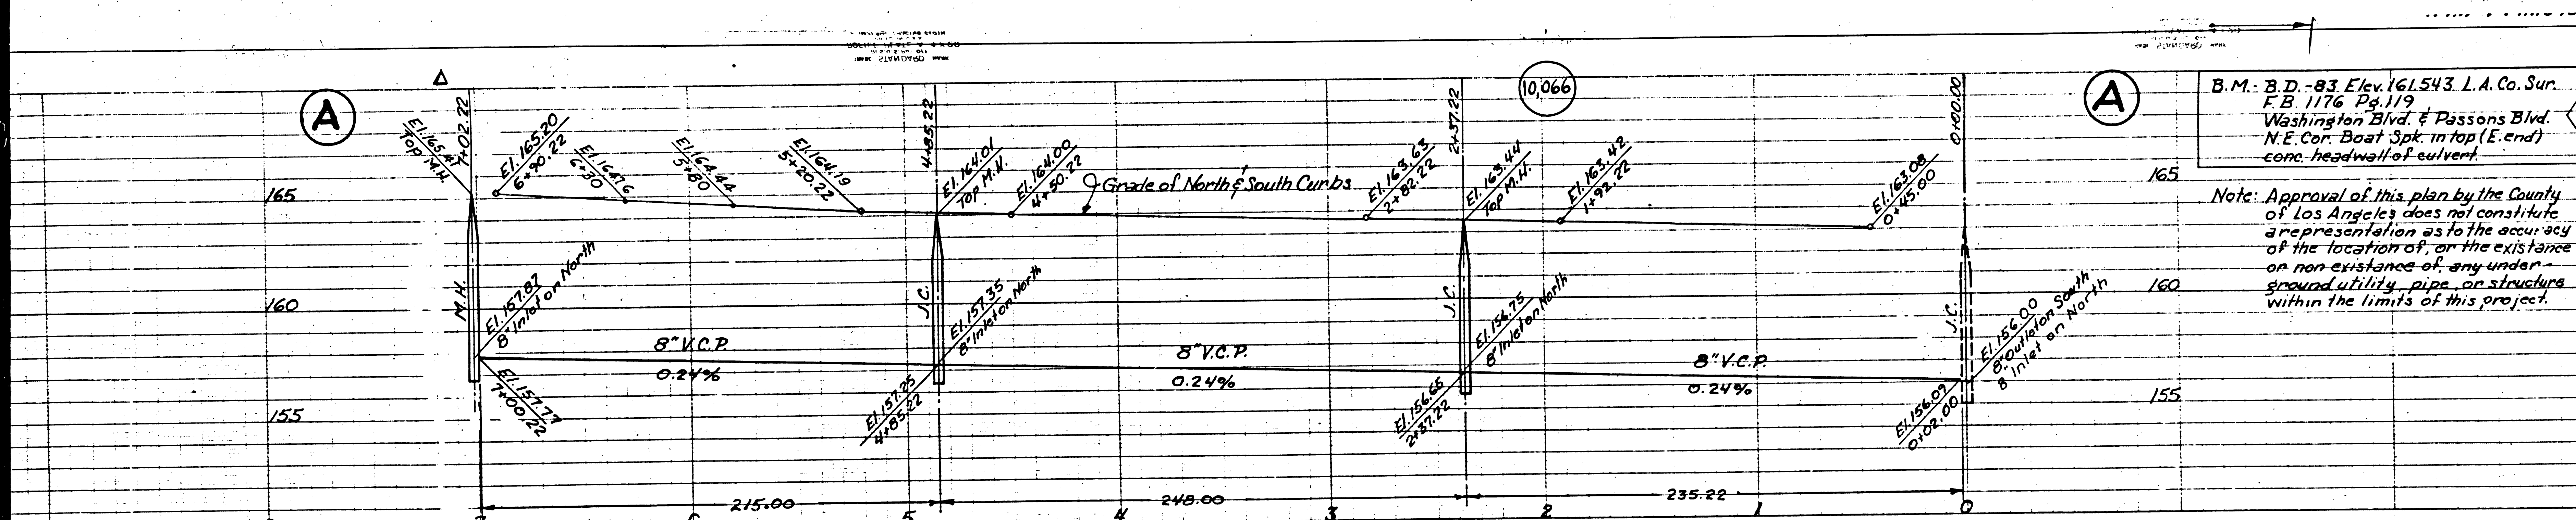 STANDARD
STANDARD
A
10,066
A
7+02.22
4+85.22
2+37.22
0+00.00
El. 165.41
Top M.H.
El. 165.20
6+90.22
El. 164.76
6+30
El. 164.44
5+80
El. 164.19
5+20.22
El. 164.01
Top M.H.
El. 164.00
4+50.22
Grade of North & South Curbs
El. 163.63
2+82.22
El. 163.44
Top M.H.
El. 163.42
1+92.22
El. 163.08
0+45.00
B.M.- B.D.-83 Elev. 161.543 L.A. Co. Sur.
F.B. 1176 Pg. 119
Washington Blvd. & Passons Blvd.
N.E. Cor. Boat Spk. in top (E. end)
conc. headwall of culvert.
Note: Approval of this plan by the County
of Los Angeles does not constitute
a representation as to the accuracy
of the location of, or the existance
or non existance of, any under-
ground utility, pipe, or structure
within the limits of this project.
165
165
160
160
155
155
M.H.
J.C.
J.C.
J.C.
El. 157.87
8" Inlet on North
El. 157.77
7+00.22
8" V.C.P.
0.24%
El. 157.35
8" Inlet on North
El. 157.25
4+85.22
8" V.C.P.
0.24%
El. 156.75
8" Inlet on North
El. 156.65
2+37.22
8" V.C.P.
0.24%
El. 156.00
8" Outlet on South
8" Inlet on North
El. 156.09
0+02.00
215.00
248.00
235.22
7
6
5
4
3
2
1
0